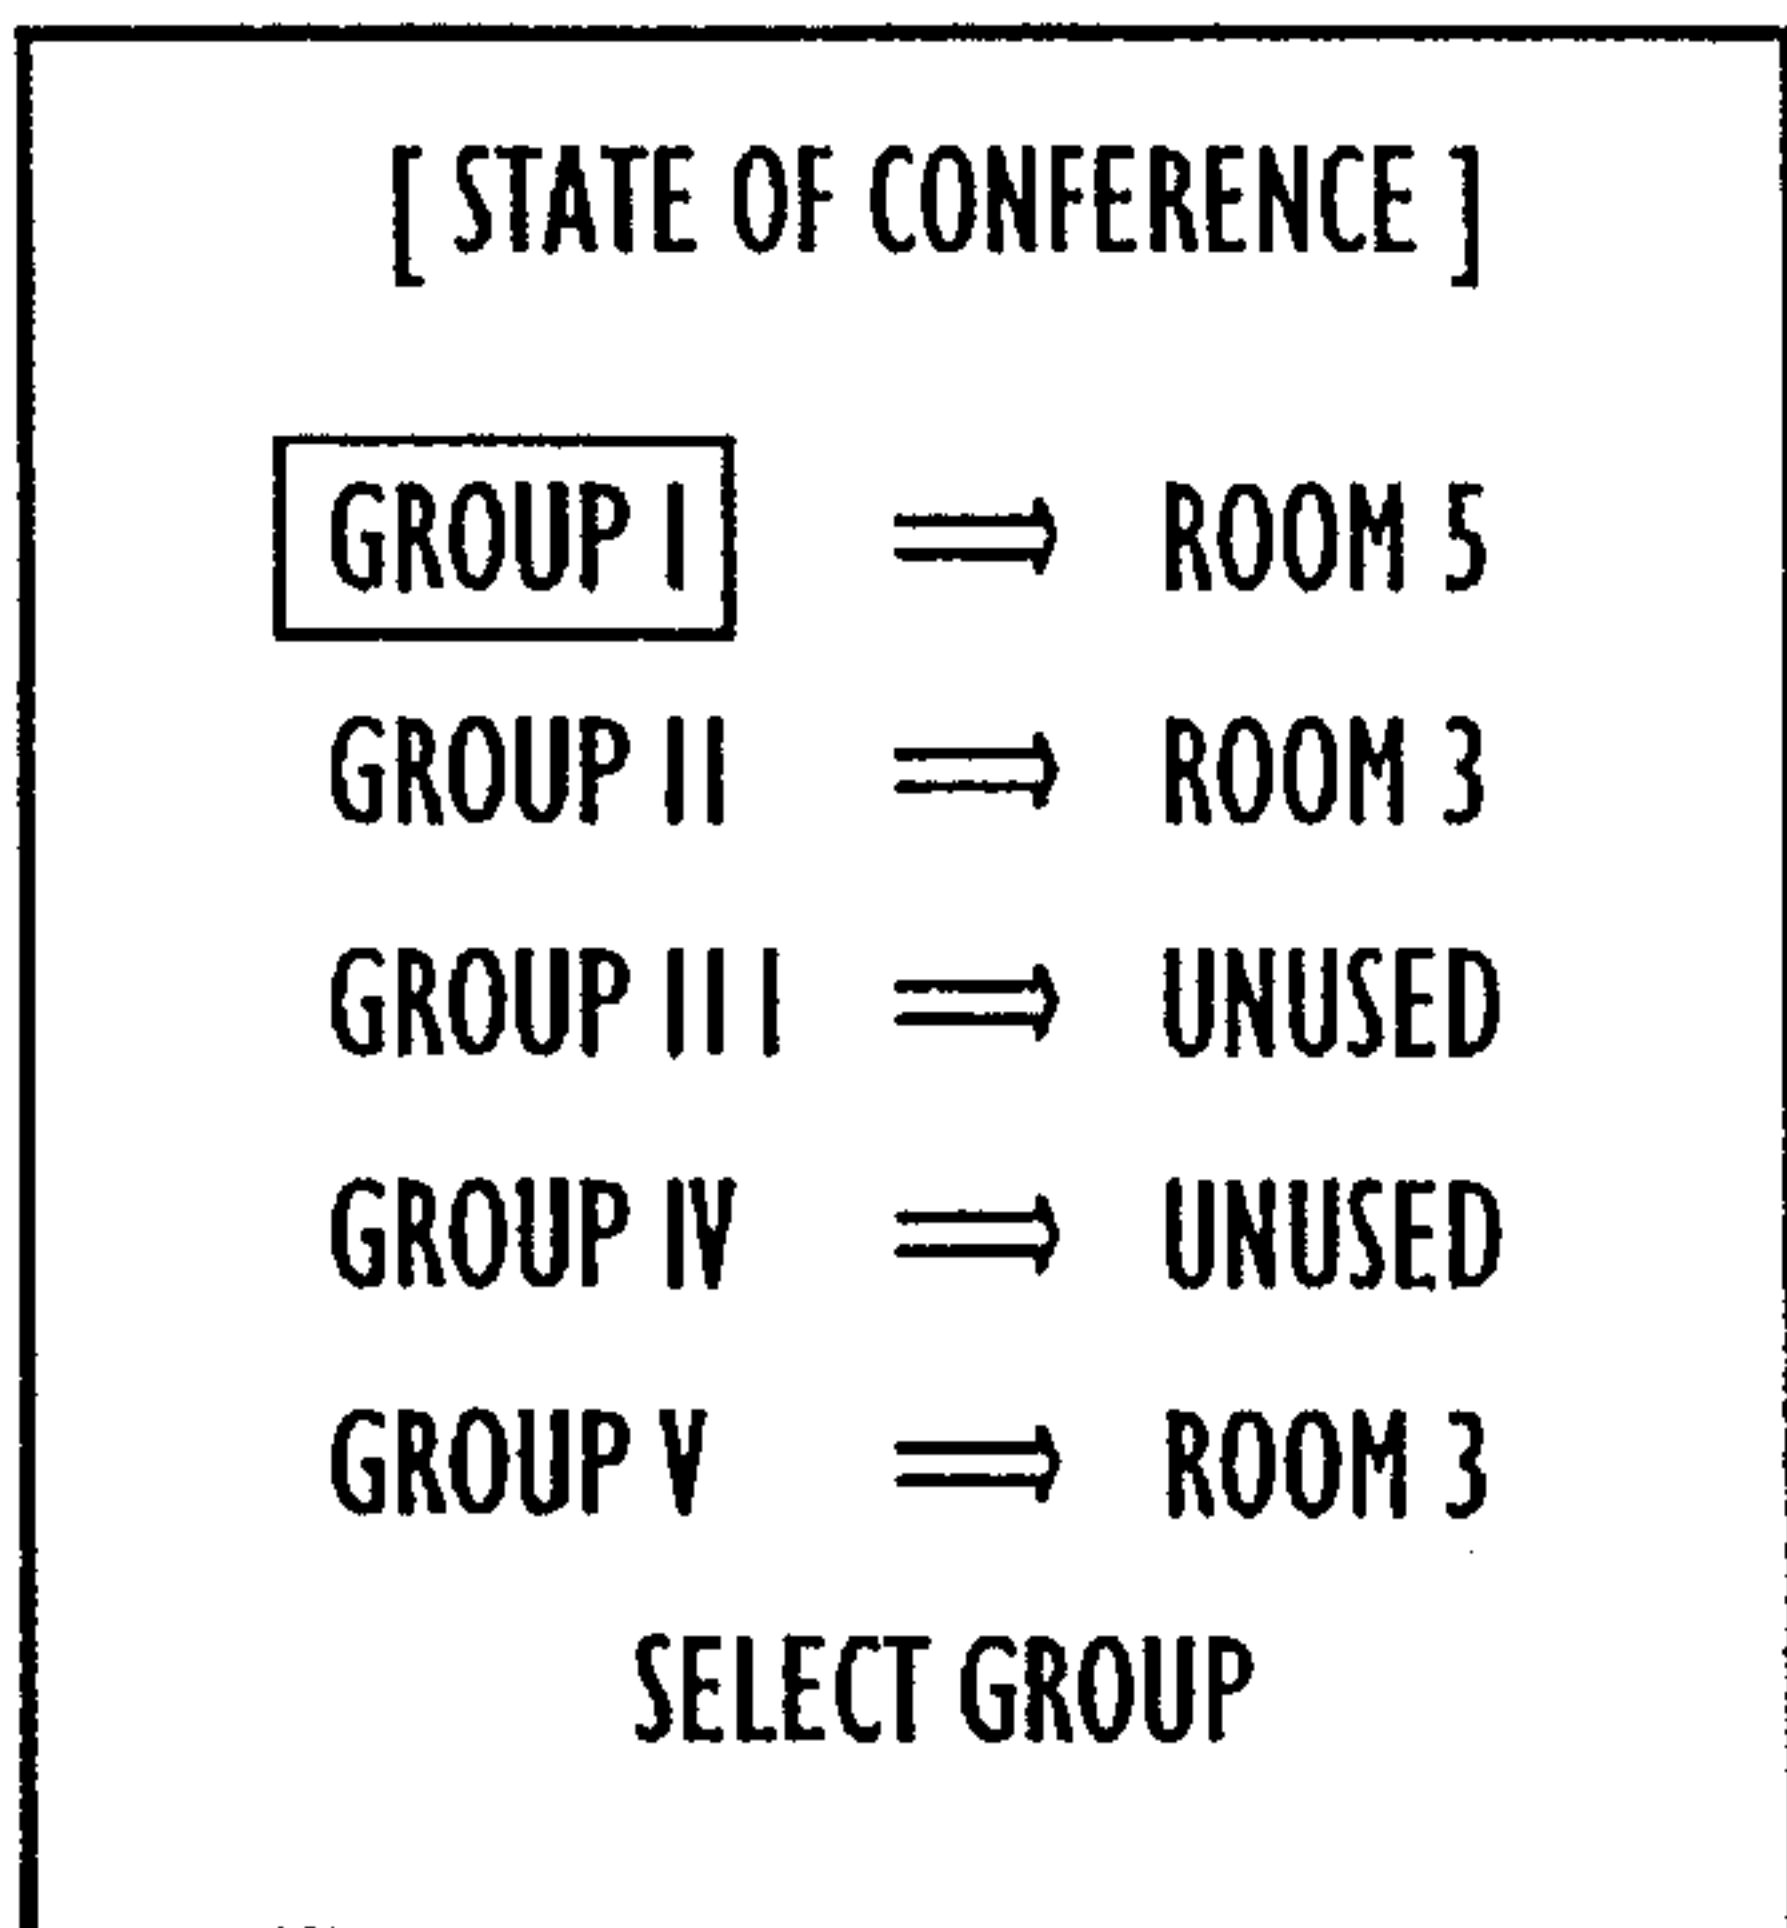 [ STATE OF CONFERENCE ]
GROUP I ⟹ ROOM 5
GROUP II ⟹ ROOM 3
GROUP III ⟹ UNUSED
GROUP IV ⟹ UNUSED
GROUP V ⟹ ROOM 3
SELECT GROUP